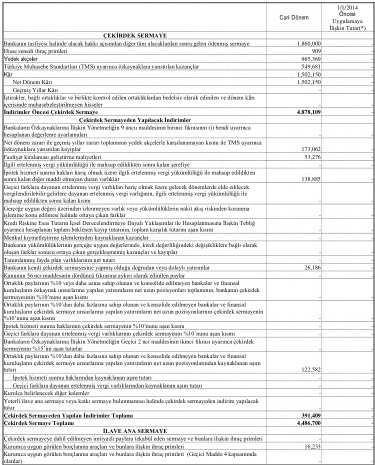 Cari Dönem
1/1/2014
Öncesi
Uygulamaya
İlişkin Tutar(*)
ÇEKİRDEK SERMAYE
Bankanın tasfiyesi halinde alacak hakkı açısından diğer tüm alacaklardan sonra gelen ödenmiş sermaye 1,860,000
Hisse senedi ihraç primleri 909
Yedek akçeler 965,369
Türkiye Muhasebe Standartları (TMS) uyarınca özkaynaklara yansıtılan kazançlar 549,681
Kâr 1,502,150
Net Dönem Kârı 1,502,150
Geçmiş Yıllar Kârı
İştirakler, bağlı ortaklıklar ve birlikte kontrol edilen ortaklıklardan bedelsiz olarak edinilen ve dönem kârı
içerisinde muhasebeleştirilmeyen hisseler
İndirimler Öncesi Çekirdek Sermaye 4,878,109
Çekirdek Sermayeden Yapılacak İndirimler
Bankaların Özkaynaklarına İlişkin Yönetmeliğin 9 uncu maddesinin birinci fıkrasının (i) bendi uyarınca
hesaplanan değerleme ayarlamaları
Net dönem zararı ile geçmiş yıllar zararı toplamının yedek akçelerle karşılanamayan kısmı ile TMS uyarınca
özkaynaklara yansıtılan kayıplar 173,062
Faaliyet kiralaması geliştirme maliyetleri 53,276
İlgili ertelenmiş vergi yükümlülüğü ile mahsup edildikten sonra kalan şerefiye
İpotek hizmeti sunma hakları hariç olmak üzere ilgili ertelenmiş vergi yükümlülüğü ile mahsup edildikten
sonra kalan diğer maddi olmayan duran varlıklar 138,885
Geçici farklara dayanan ertelenmiş vergi varlıkları hariç olmak üzere gelecek dönemlerde elde edilecek
vergilendirilebilir gelirlere dayanan ertelenmiş vergi varlığının, ilgili ertelenmiş vergi yükümlülüğü ile
mahsup edildikten sonra kalan kısmı
Gerçeğe uygun değeri üzerinden izlenmeyen varlık veya yükümlülüklerin nakit akış riskinden korunma
işlemine konu edilmesi halinde ortaya çıkan farklar
Kredi Riskine Esas Tutarın İçsel Derecelendirmeye Dayalı Yaklaşımlar ile Hesaplanmasına İlişkin Tebliğ
uyarınca hesaplanan toplam beklenen kayıp tutarının, toplam karşılık tutarını aşan kısmı
Menkul kıymetleştirme işlemlerinden kaynaklanan kazançlar
Bankanın yükümlülüklerinin gerçeğe uygun değerlerinde, kredi değerliliğindeki değişikliklere bağlı olarak
oluşan farklar sonucu ortaya çıkan gerçekleşmemiş kazançlar ve kayıplar
Tanımlanmış fayda plan varlıklarının net tutarı
Bankanın kendi çekirdek sermayesine yapmış olduğu doğrudan veya dolaylı yatırımlar 26,186
Kanunun 56 ncı maddesinin dördüncü fıkrasına aykırı olarak edinilen paylar
Ortaklık paylarının %10'u veya daha azına sahip olunan ve konsolide edilmeyen bankalar ve finansal
kuruluşların özkaynak unsurlarına yapılan yatırımların net uzun pozisyonları toplamının, çekirdek
sermayesinin %10'nunu aşan kısmı
Ortaklık paylarının %10'dan daha fazlasına sahip olunan ve konsolide edilmeyen bankalar ve finansal
kuruluşların çekirdek sermaye unsurlarına yapılan yatırımların net uzun pozisyonlarının çekirdek sermayenin
%10'nunu aşan kısmı
İpotek hizmeti sunma haklarının çekirdek sermayenin %10'nunu aşan kısmı
Geçici farklara dayanan ertelenmiş vergi varlıklarının çekirdek sermayenin %10'nunu aşan kısmı
Bankaların Özkaynaklarına İlişkin Yönetmeliğin Geçici 2 nci maddesinin ikinci fıkrası uyarınca çekirdek
sermayenin %15'ini aşan tutarlar
Ortaklık paylarının %10'dan daha fazlasına sahip olunan ve konsolide edilmeyen bankalar ve finansal
kuruluşların çekirdek sermaye unsurlarına yapılan yatırımların net uzun pozisyonlarından kaynaklanan aşım
tutarı 122,582
İpotek hizmeti sunma haklarından kaynaklanan aşım tutarı
Geçici farklara dayanan ertelenmiş vergi varlıklarından kaynaklanan aşım tutarı
Kurulca belirlenecek diğer kalemler
Yeterli ilave ana sermaye veya katkı sermaye bulunmaması halinde çekirdek sermayeden indirim yapılacak
tutar
Çekirdek Sermayeden Yapılan İndirimler Toplamı 391,409
Çekirdek Sermaye Toplamı 4,486,700
İLAVE ANA SERMAYE
Çekirdek sermayeye dahil edilmeyen imtiyazlı paylara tekabül eden sermaye ve bunlara ilişkin ihraç primleri
Kurumca uygun görülen borçlanma araçları ve bunlara ilişkin ihraç primleri 16,233
Kurumca uygun görülen borçlanma araçları ve bunlara ilişkin ihraç primleri (Geçici Madde 4 kapsamında
olanlar)